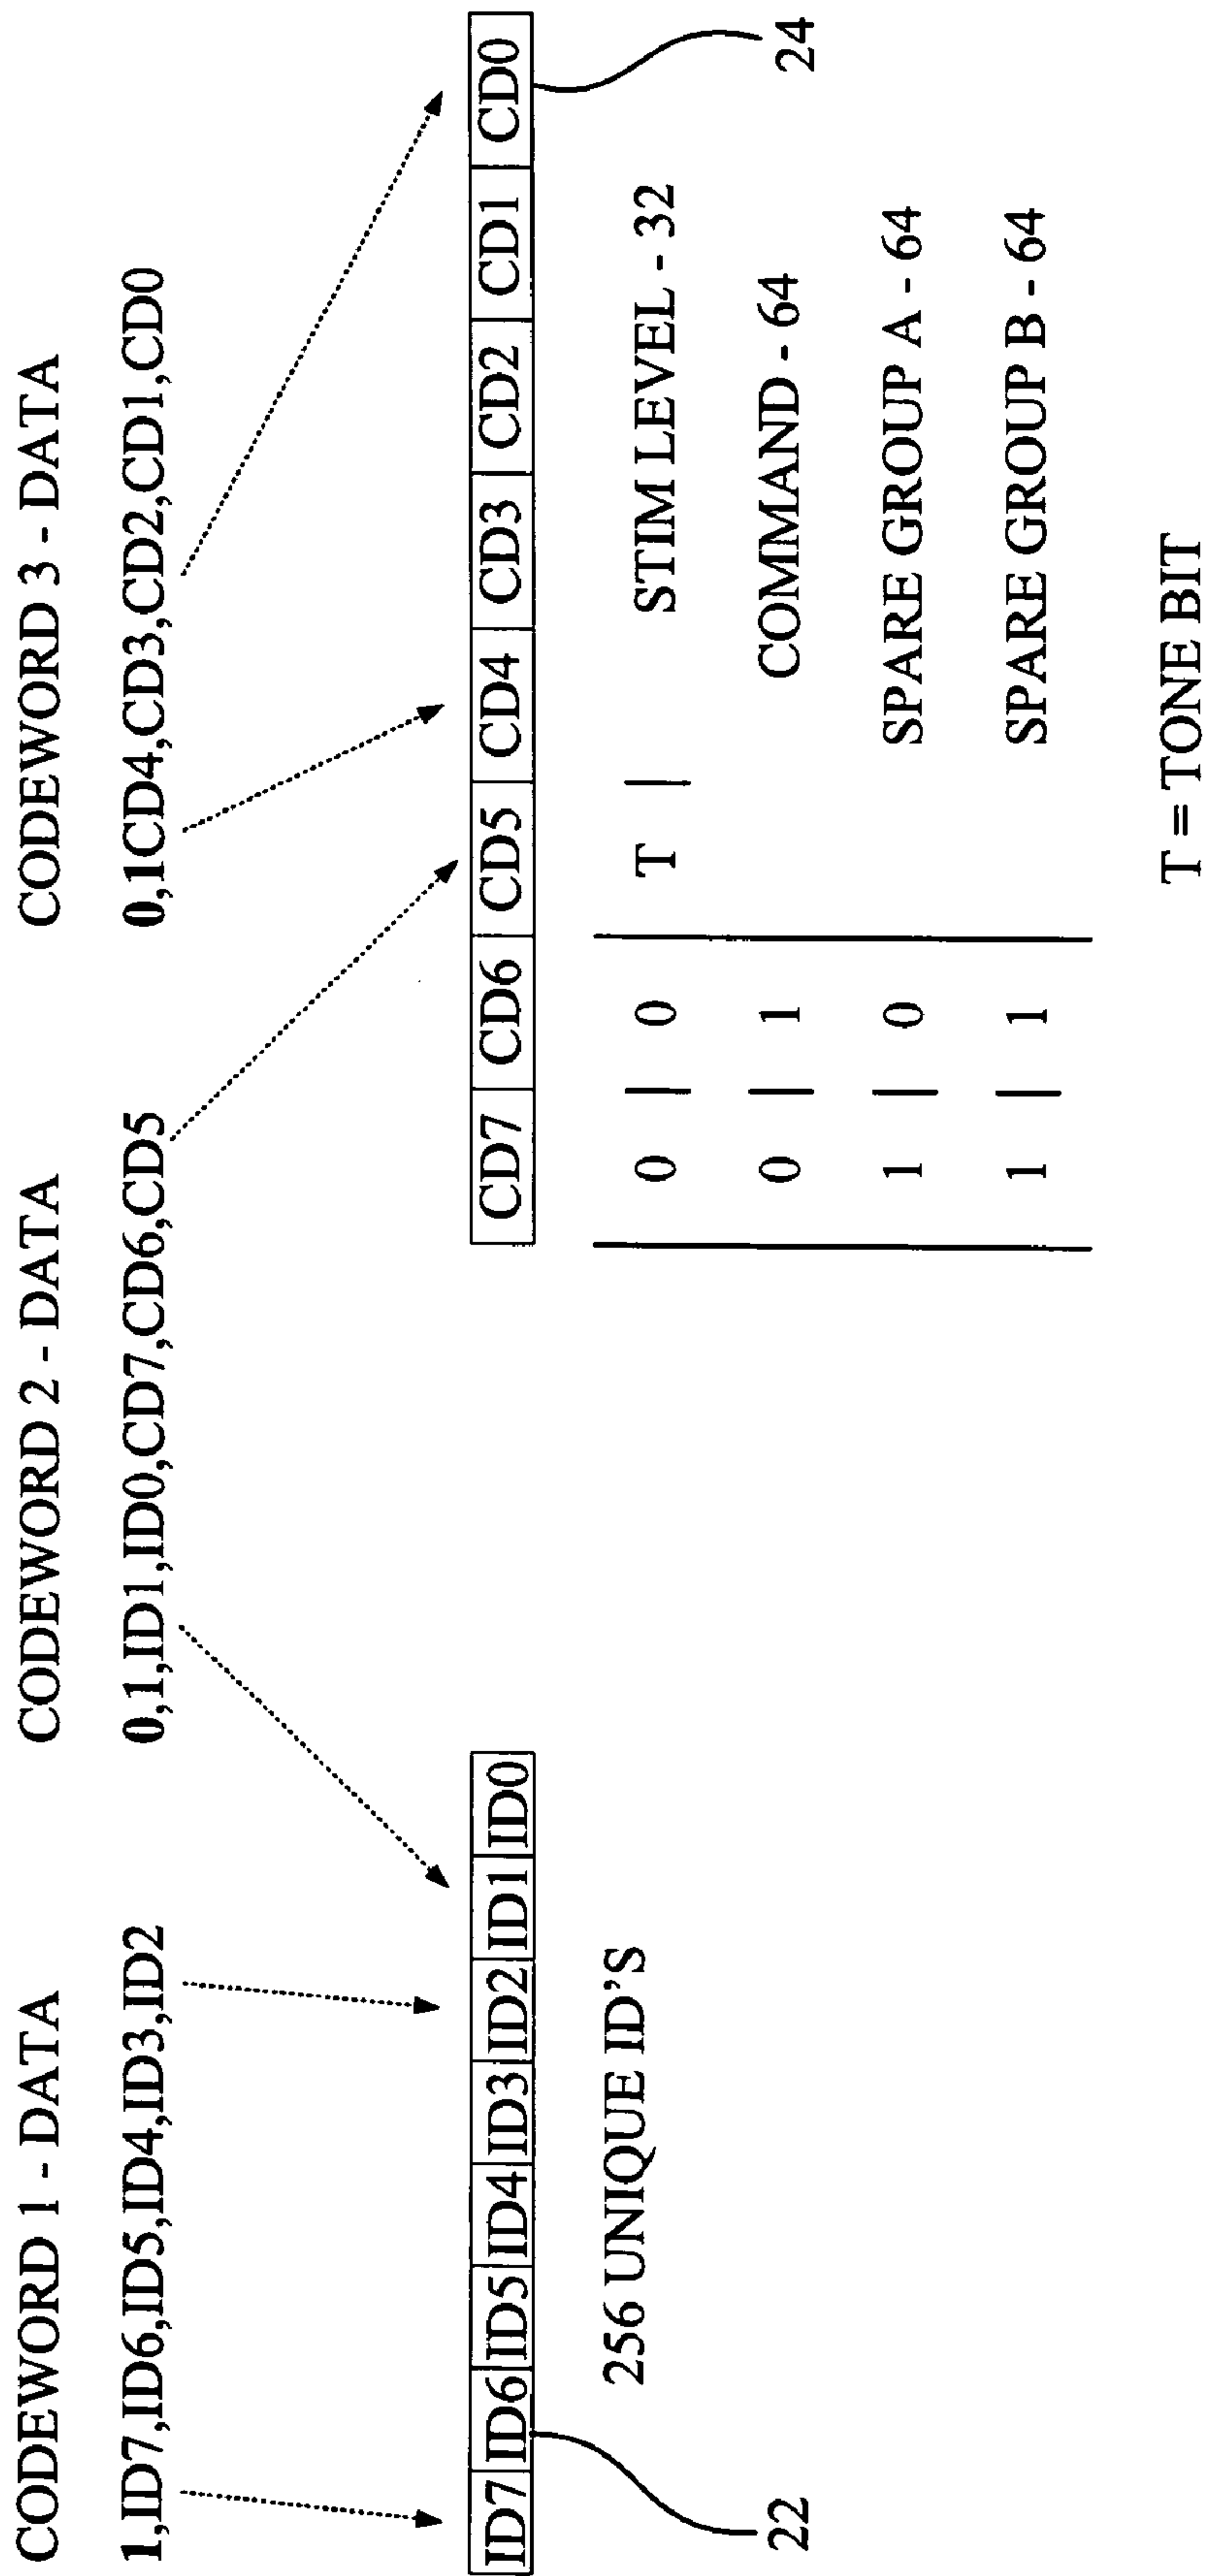 CODEWORD 1 - DATA
CODEWORD 2 - DATA
CODEWORD 3 - DATA
1,ID7,ID6,ID5,ID4,ID3,ID2
0,1,ID1,ID0,CD7,CD6,CD5
0,1CD4,CD3,CD2,CD1,CD0
ID7 ID6 ID5 ID4 ID3 ID2 ID1 ID0
CD7 CD6 CD5 CD4 CD3 CD2 CD1 CD0
22
256 UNIQUE ID'S
24
0 | 0 T | STIM LEVEL - 32
0 | 1 COMMAND - 64
1 | 0 SPARE GROUP A - 64
1 | 1 SPARE GROUP B - 64
T = TONE BIT